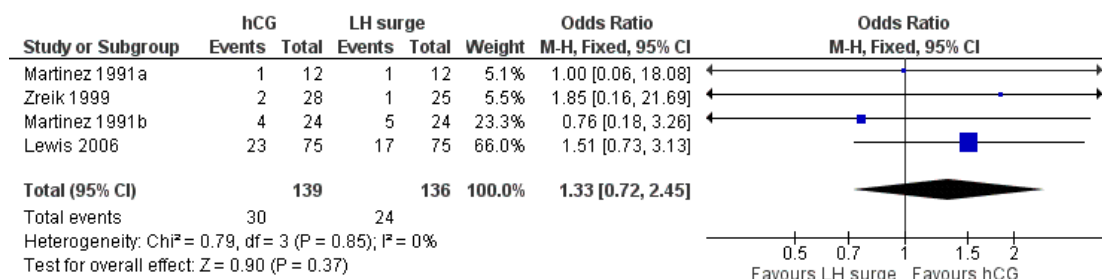 hCG LH surge Odds Ratio Odds Ratio
Study or Subgroup Events Total Events Total Weight M-H, Fixed, 95% CI M-H, Fixed, 95% CI
Martinez 1991a 1 12 1 12 5.1% 1.00 [0.06, 18.08]
Zreik 1999 2 28 1 25 5.5% 1.85 [0.16, 21.69]
Martinez 1991b 4 24 5 24 23.3% 0.76 [0.18, 3.26]
Lewis 2006 23 75 17 75 66.0% 1.51 [0.73, 3.13]
Total (95% CI) 139 136 100.0% 1.33 [0.72, 2.45]
Total events 30 24
Heterogeneity: Chi² = 0.79, df = 3 (P = 0.85); I² = 0%
Test for overall effect: Z = 0.90 (P = 0.37)
0.5 0.7 1 1.5 2
Favours LH surge Favours hCG